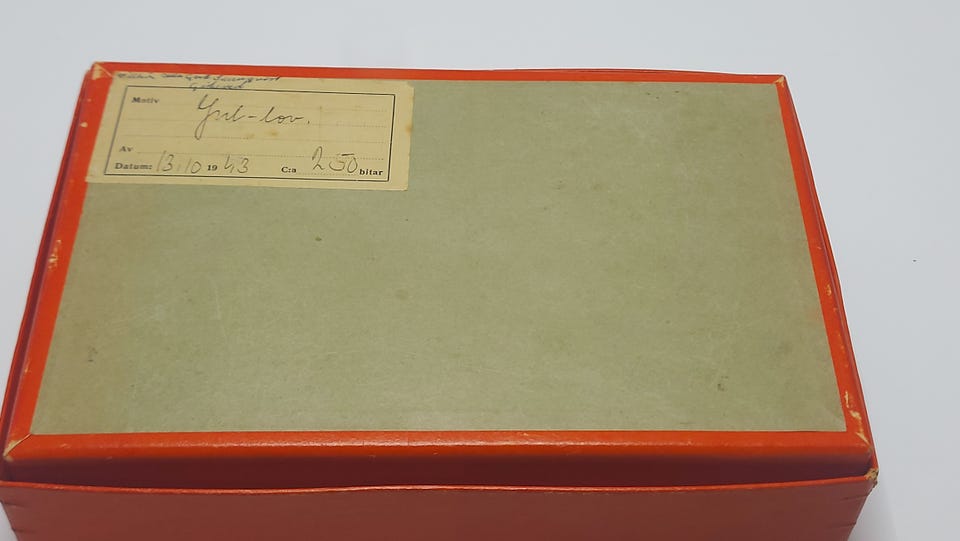 Motiv Jul-lov.
Av
Datum: 13.10 1943 C:a 250 bitar